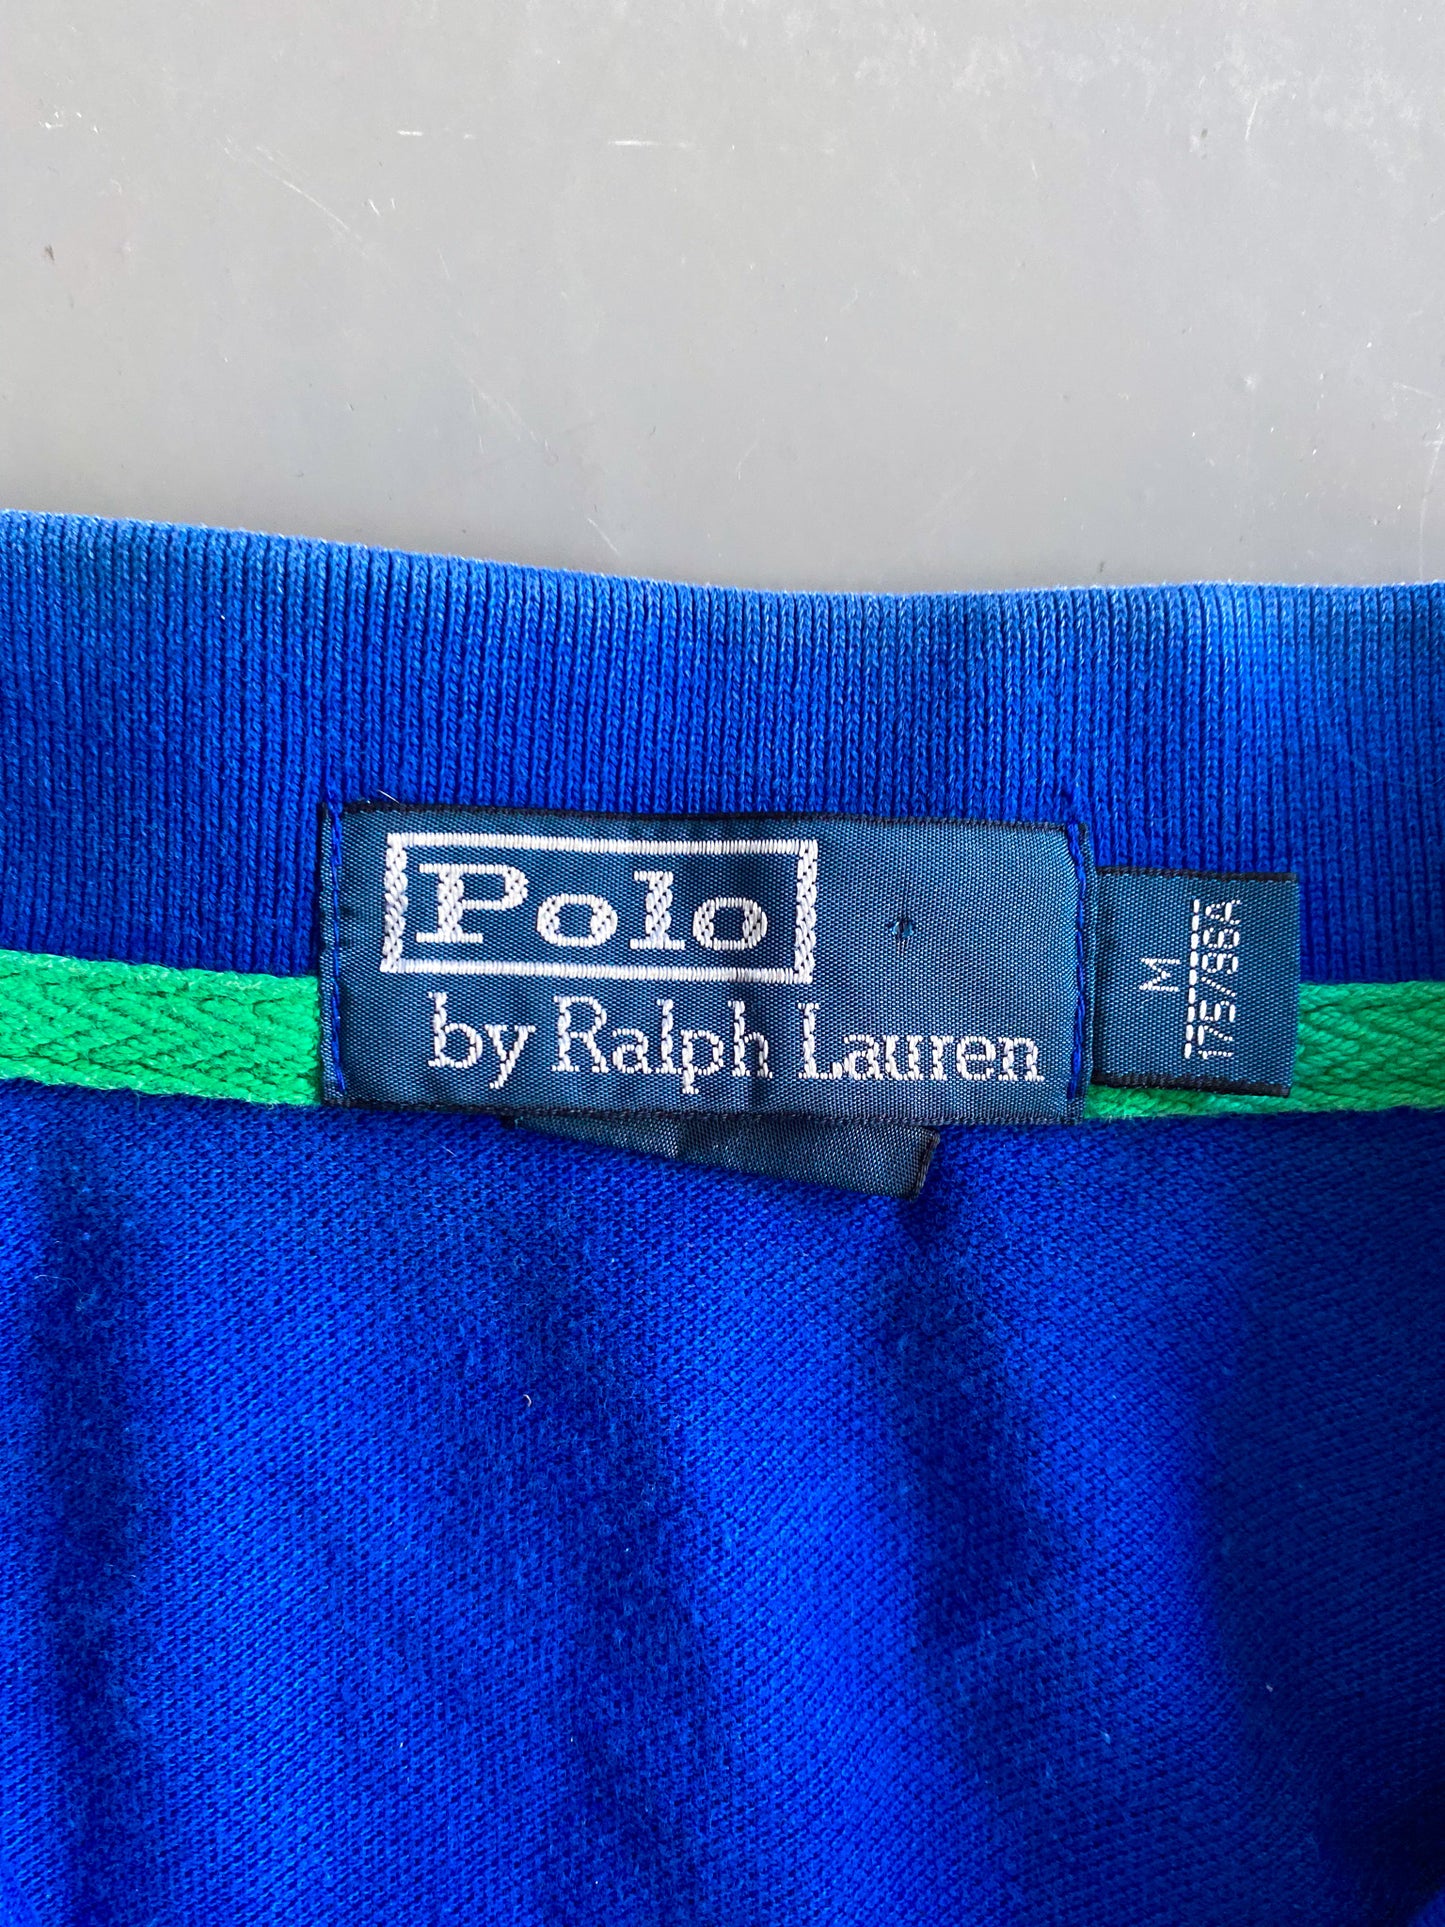 Polo
by Ralph Lauren
M
175/96A